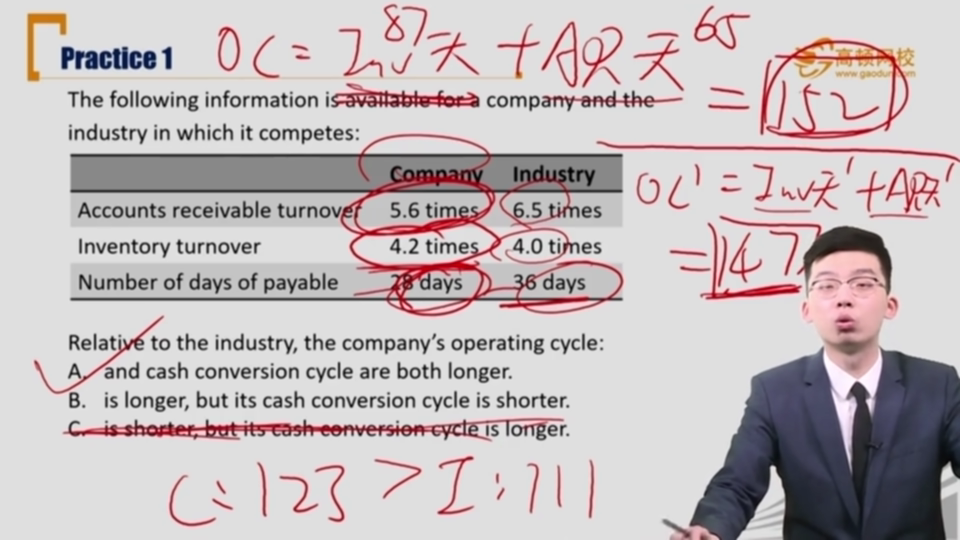 Practice 1
OC = Inv天 87 + AR天 65
= 152
高顿网校
www.gaodun.com
The following information is available for a company and the
industry in which it competes:
Company Industry
Accounts receivable turnover 5.6 times 6.5 times
Inventory turnover 4.2 times 4.0 times
Number of days of payable 28 days 36 days
OC' = Inv天' + AR天'
= 147
Relative to the industry, the company's operating cycle:
A. and cash conversion cycle are both longer.
B. is longer, but its cash conversion cycle is shorter.
C. is shorter, but its cash conversion cycle is longer.
C: 123 > I: 111